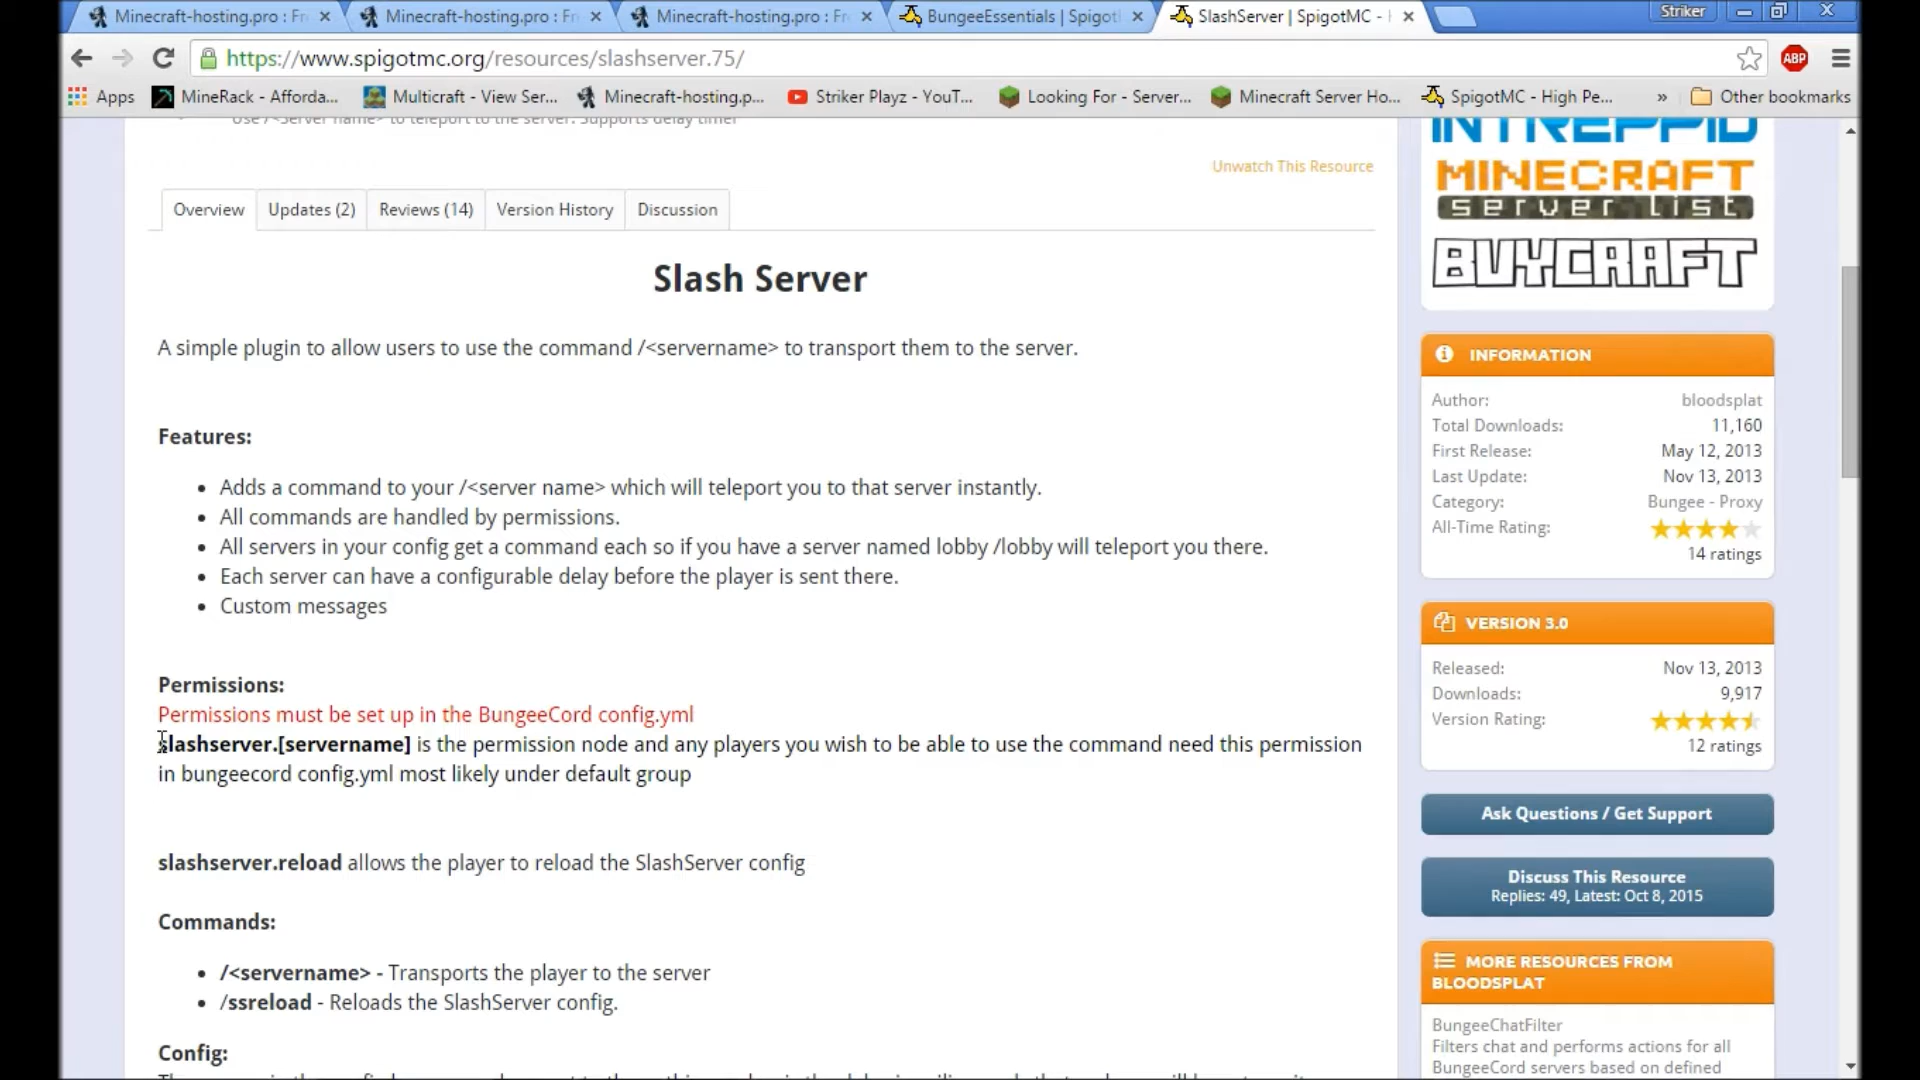 Minecraft-hosting.pro : Fr
Minecraft-hosting.pro : Fr
Minecraft-hosting.pro : Fr
BungeeEssentials | Spigot
SlashServer | SpigotMC -
Striker
https://www.spigotmc.org/resources/slashserver.75/
ABP
Apps
MineRack - Afforda...
Multicraft - View Ser...
Minecraft-hosting.p...
Striker Playz - YouT...
Looking For - Server...
Minecraft Server Ho...
SpigotMC - High Pe...
»
Other bookmarks
Use /<Server name> to teleport to the server. Supports delay timer
Unwatch This Resource
Overview
Updates (2)
Reviews (14)
Version History
Discussion
Slash Server
A simple plugin to allow users to use the command /<servername> to transport them to the server.
Features:
• Adds a command to your /<server name> which will teleport you to that server instantly.
• All commands are handled by permissions.
• All servers in your config get a command each so if you have a server named lobby /lobby will teleport you there.
• Each server can have a configurable delay before the player is sent there.
• Custom messages
Permissions:
Permissions must be set up in the BungeeCord config.yml
slashserver.[servername] is the permission node and any players you wish to be able to use the command need this permission
in bungeecord config.yml most likely under default group
slashserver.reload allows the player to reload the SlashServer config
Commands:
• /<servername> - Transports the player to the server
• /ssreload - Reloads the SlashServer config.
Config:
INTREPPID
MINECRAFT
server list
BUYCRAFT
INFORMATION
Author: bloodsplat
Total Downloads: 11,160
First Release: May 12, 2013
Last Update: Nov 13, 2013
Category: Bungee - Proxy
All-Time Rating:
14 ratings
VERSION 3.0
Released: Nov 13, 2013
Downloads: 9,917
Version Rating:
12 ratings
Ask Questions / Get Support
Discuss This Resource
Replies: 49, Latest: Oct 8, 2015
MORE RESOURCES FROM
BLOODSPLAT
BungeeChatFilter
Filters chat and performs actions for all
BungeeCord servers based on defined